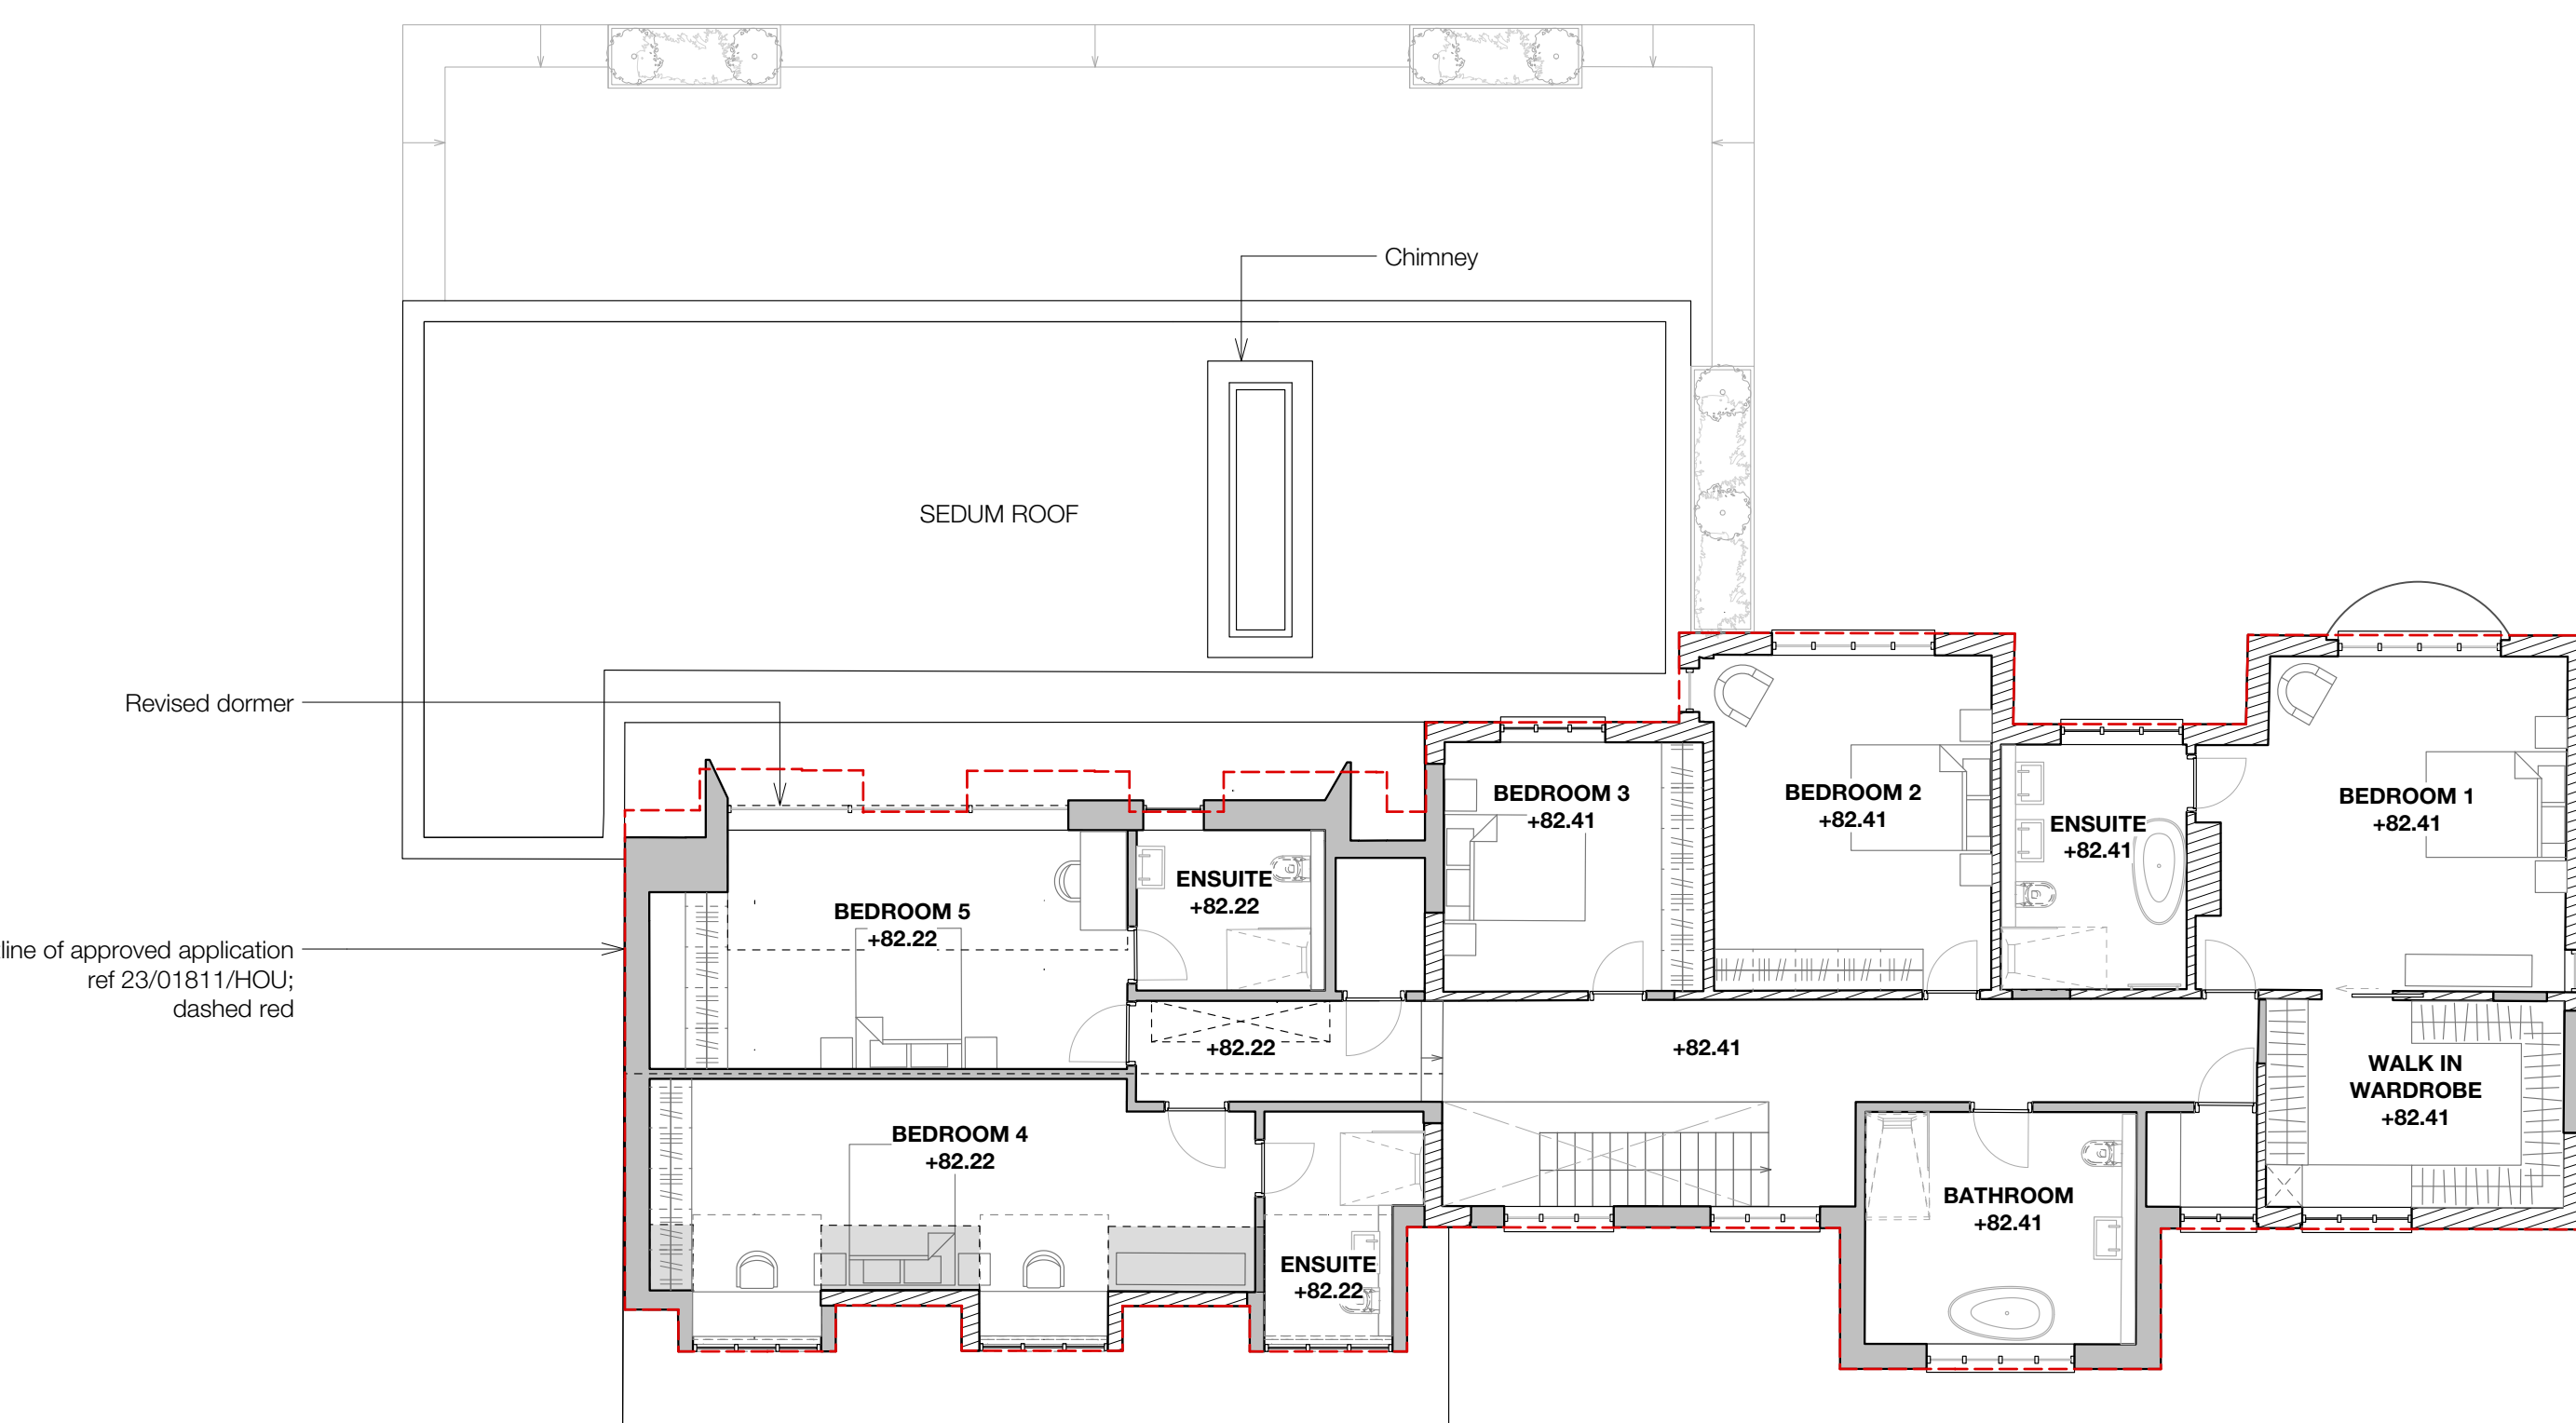 Chimney
SEDUM ROOF
Revised dormer
line of approved application
ref 23/01811/HOU;
dashed red
BEDROOM 3
+82.41
BEDROOM 2
+82.41
ENSUITE
+82.41
BEDROOM 1
+82.41
ENSUITE
+82.22
BEDROOM 5
+82.22
+82.22
+82.41
WALK IN
WARDROBE
+82.41
BEDROOM 4
+82.22
BATHROOM
+82.41
ENSUITE
+82.22